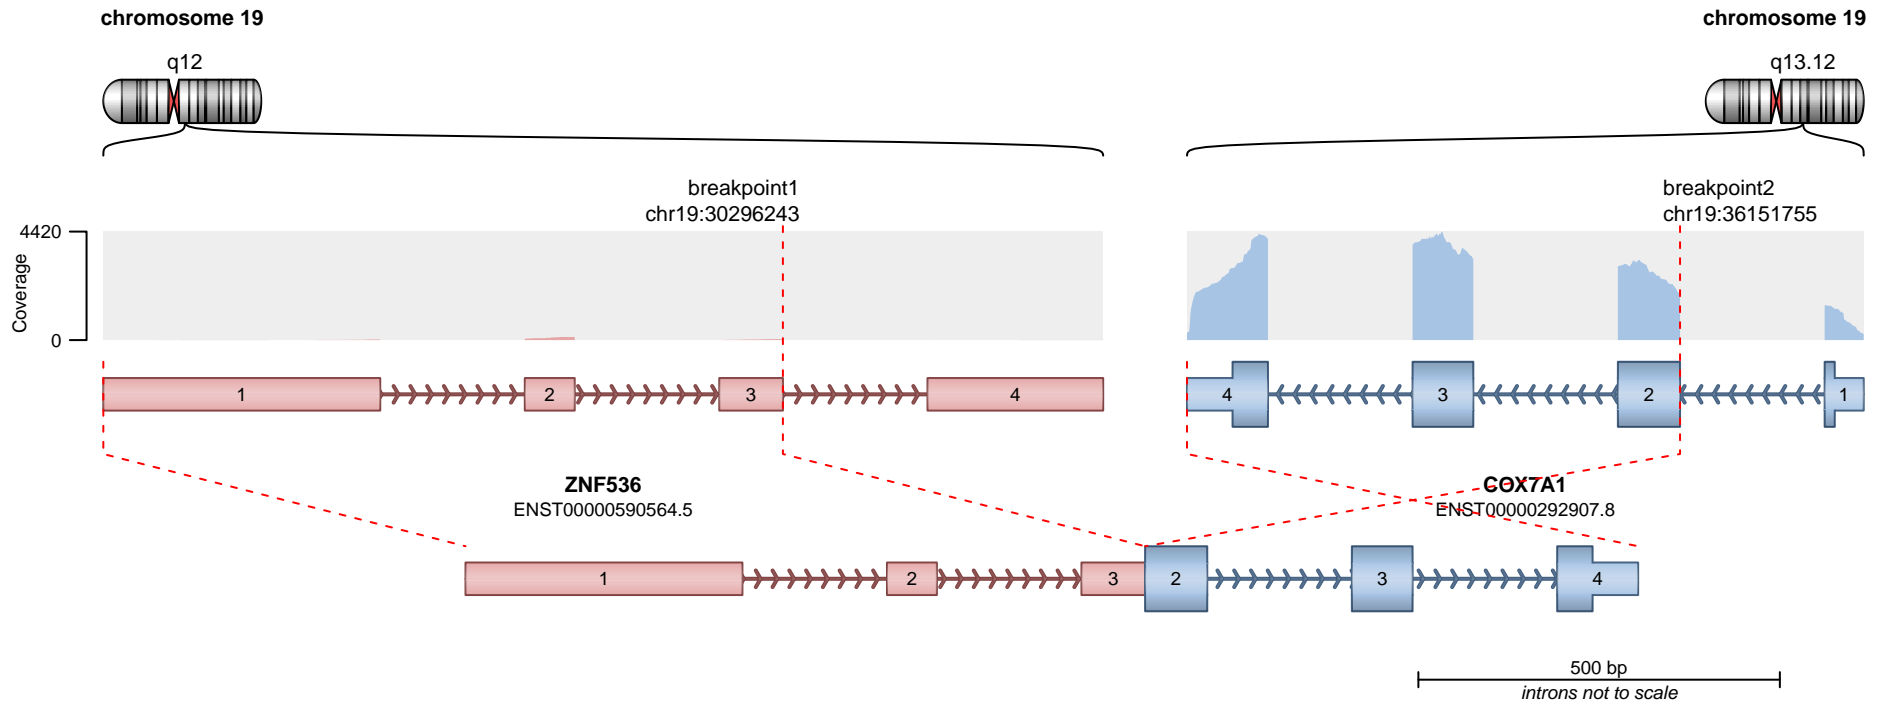 chromosome 19
chromosome 19
q12
q13.12
breakpoint1
chr19:30296243
breakpoint2
chr19:36151755
4420
Coverage
0
1
2
3
4
4
3
2
1
ZNF536
ENST00000590564.5
COX7A1
ENST00000292907.8
1
2
3
2
3
4
500 bp
introns not to scale